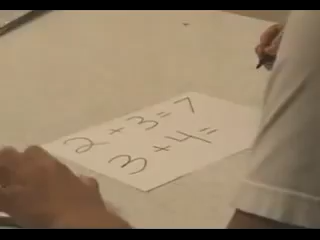 2 + 3 = 7
3 + 4 =